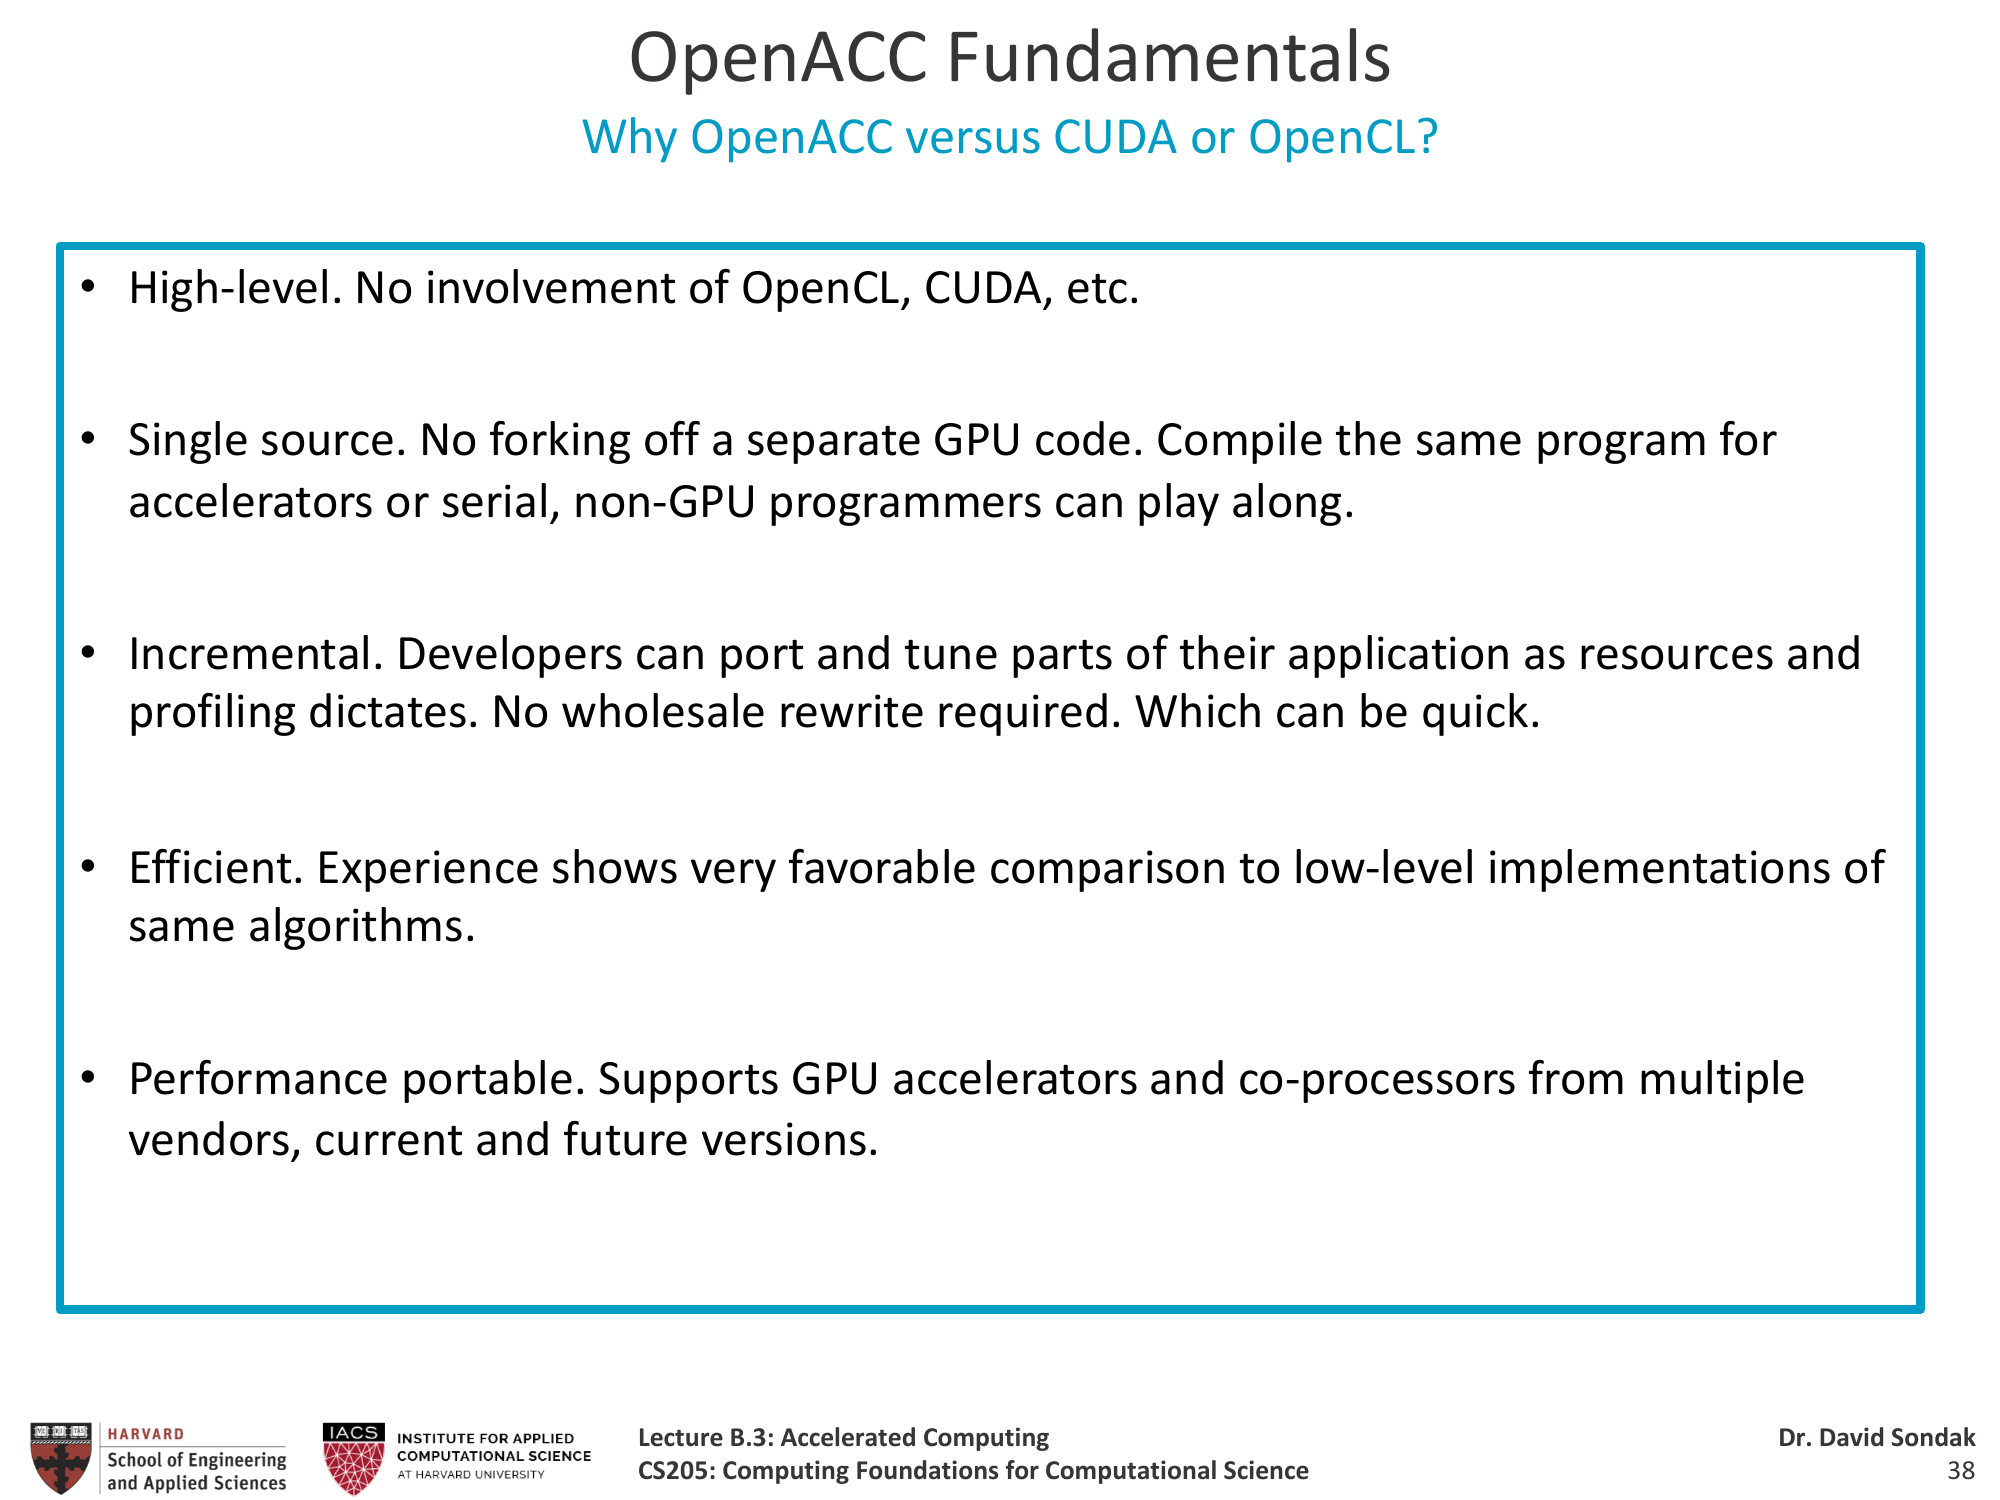 OpenACC Fundamentals
Why OpenACC versus CUDA or OpenCL?
• High-level. No involvement of OpenCL, CUDA, etc.
• Single source. No forking off a separate GPU code. Compile the same program for
accelerators or serial, non-GPU programmers can play along.
• Incremental. Developers can port and tune parts of their application as resources and
profiling dictates. No wholesale rewrite required. Which can be quick.
• Efficient. Experience shows very favorable comparison to low-level implementations of
same algorithms.
• Performance portable. Supports GPU accelerators and co-processors from multiple
vendors, current and future versions.
HARVARD
School of Engineering
and Applied Sciences
IACS
INSTITUTE FOR APPLIED
COMPUTATIONAL SCIENCE
AT HARVARD UNIVERSITY
Lecture B.3: Accelerated Computing
CS205: Computing Foundations for Computational Science
Dr. David Sondak
38